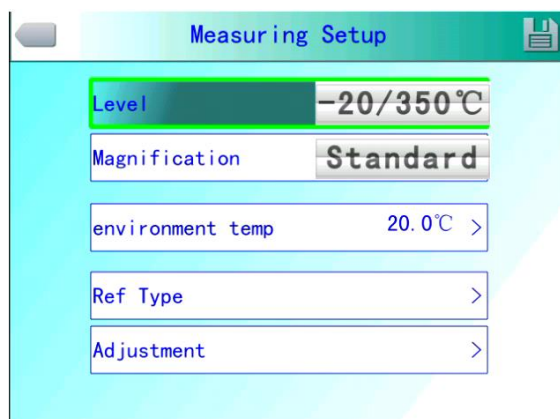 Measuring Setup
Level -20/350℃
Magnification Standard
environment temp 20.0℃ >
Ref Type >
Adjustment >